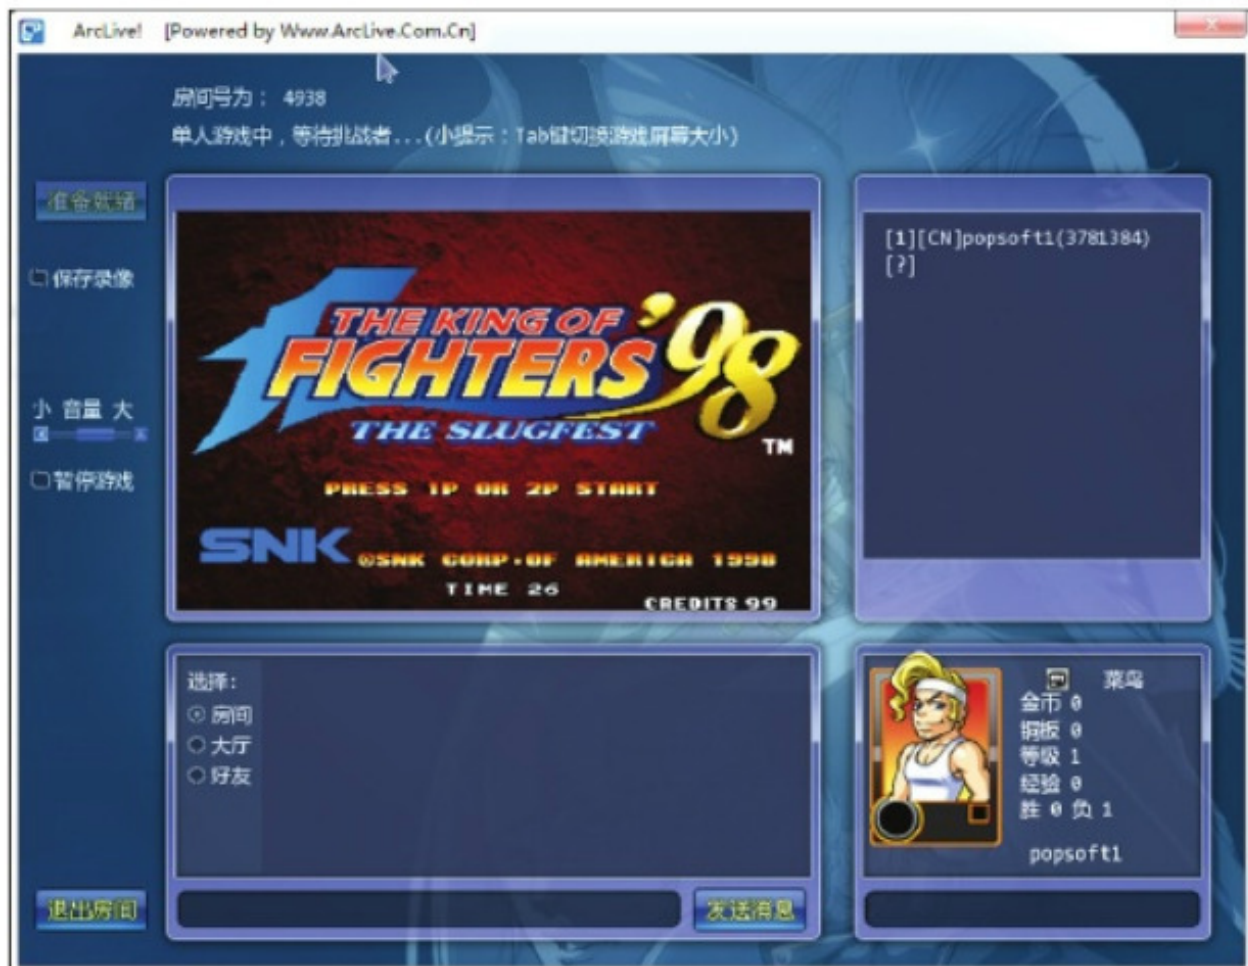 ArcLive! [Powered by Www.ArcLive.Com.Cn]
房间号为： 4938
单人游戏中，等待挑战者...(小提示：Tab键切换游戏屏幕大小)
准备就绪
保存录像
小 音量 大
暂停游戏
THE KING OF
FIGHTERS '98
THE SLUGFEST
TM
PRESS 1P OR 2P START
SNK
©SNK CORP.OF AMERICA 1998
TIME 26
CREDITS 99
[1][CN]popsoft1(3781384)
[?]
选择：
房间
大厅
好友
退出房间
发送消息
菜鸟
金币 0
铜板 0
等级 1
经验 0
胜 0 负 1
popsoft1